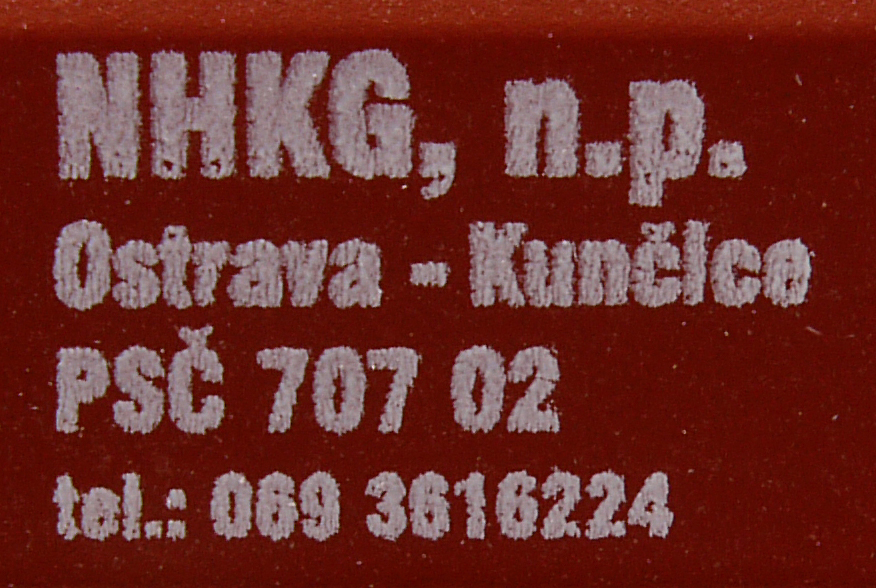 NHKG, n.p.
Ostrava - Kunčice
PSČ 707 02
tel.: 069 3616224